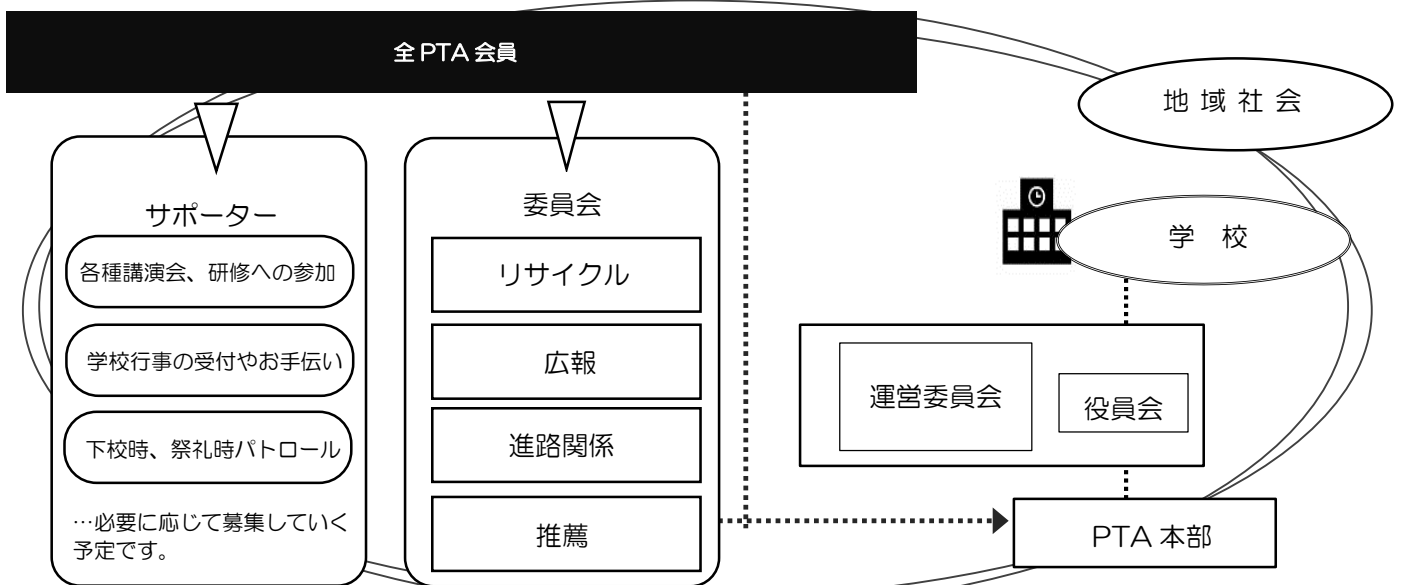 全PTA会員
地域社会
学 校
サポーター
各種講演会、研修への参加
学校行事の受付やお手伝い
下校時、祭礼時パトロール
…必要に応じて募集していく
予定です。
委員会
リサイクル
広報
進路関係
推薦
運営委員会
役員会
PTA本部